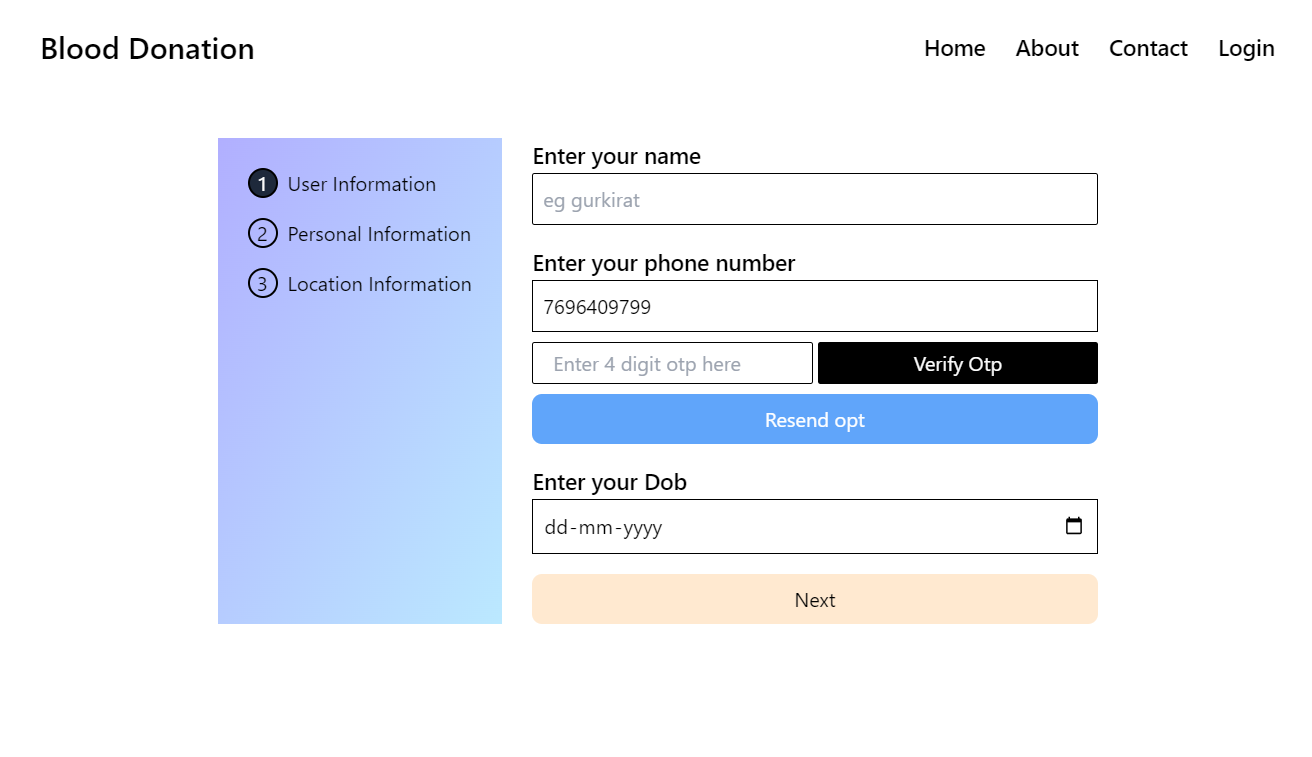 Blood Donation
Home About Contact Login
1 User Information
2 Personal Information
3 Location Information
Enter your name
eg gurkirat
Enter your phone number
7696409799
Enter 4 digit otp here
Verify Otp
Resend opt
Enter your Dob
dd-mm-yyyy
Next